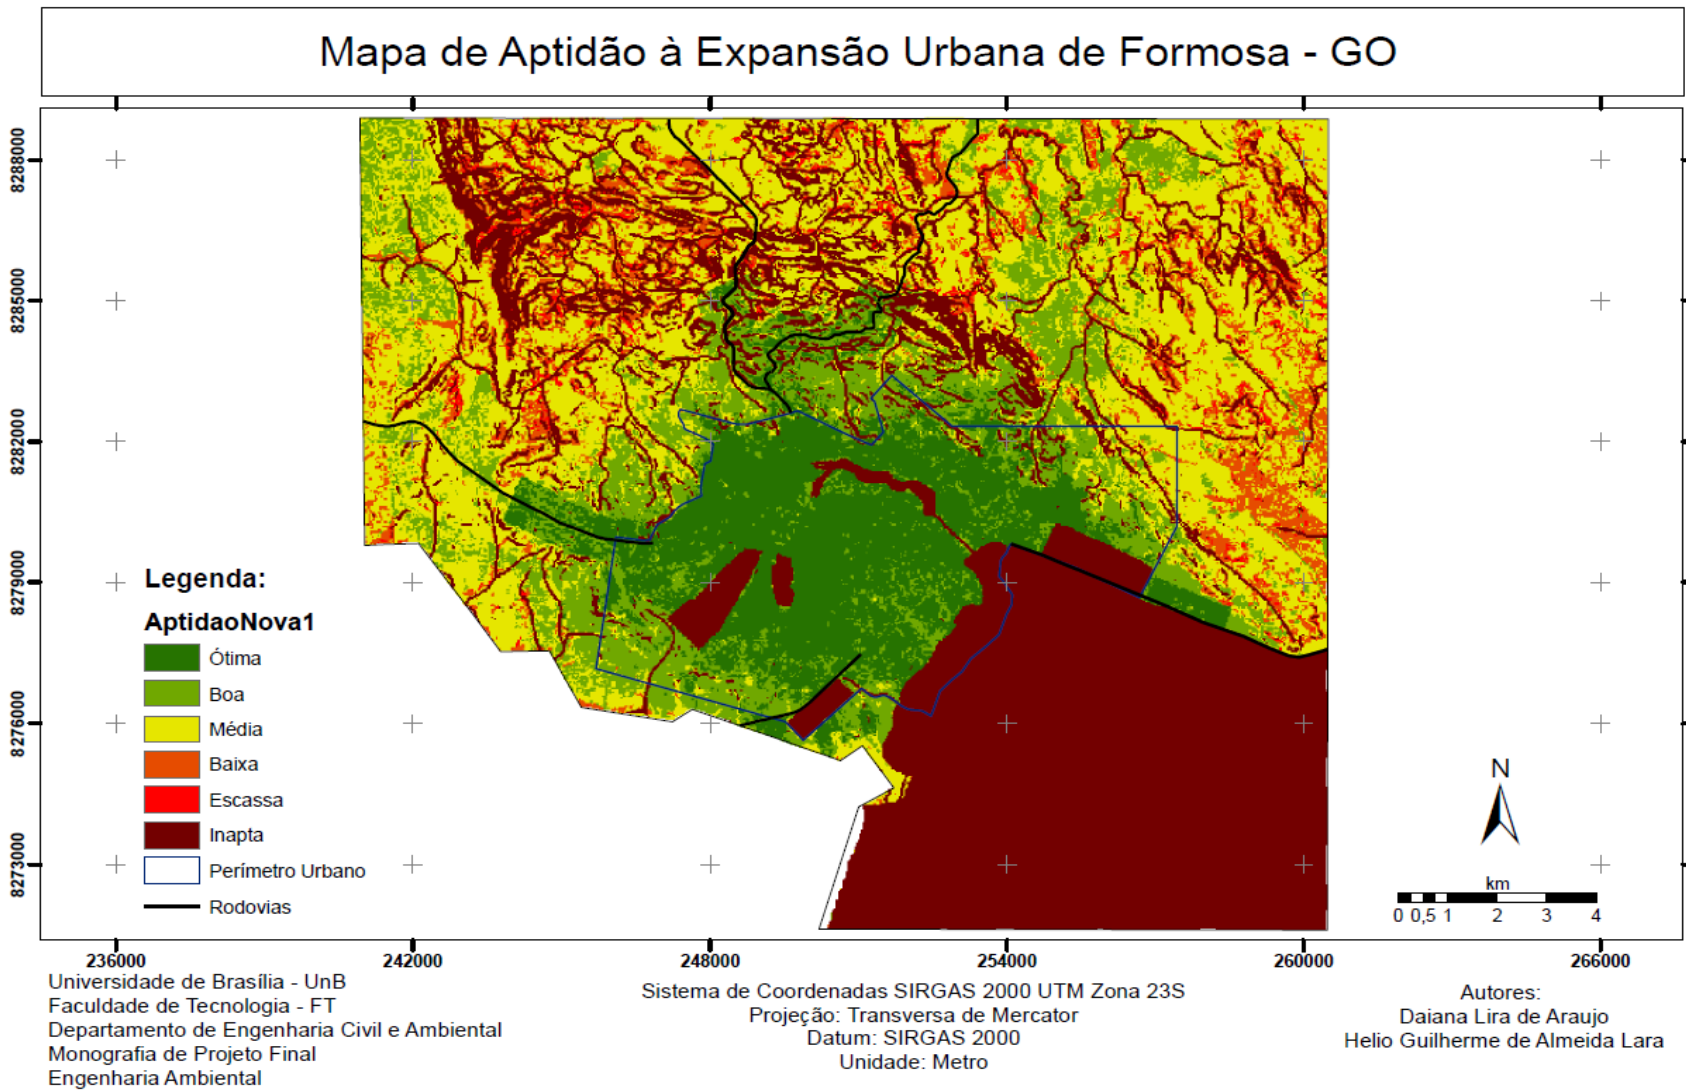 Mapa de Aptidão à Expansão Urbana de Formosa - GO
8288000
8285000
8282000
8279000
8276000
8273000
Legenda:
AptidaoNova1
Ótima
Boa
Média
Baixa
Escassa
Inapta
Perímetro Urbano
Rodovias
N
km
0 0,5 1 2 3 4
236000 242000 248000 254000 260000 266000
Universidade de Brasília - UnB
Faculdade de Tecnologia - FT
Departamento de Engenharia Civil e Ambiental
Monografia de Projeto Final
Engenharia Ambiental
Sistema de Coordenadas SIRGAS 2000 UTM Zona 23S
Projeção: Transversa de Mercator
Datum: SIRGAS 2000
Unidade: Metro
Autores:
Daiana Lira de Araujo
Helio Guilherme de Almeida Lara